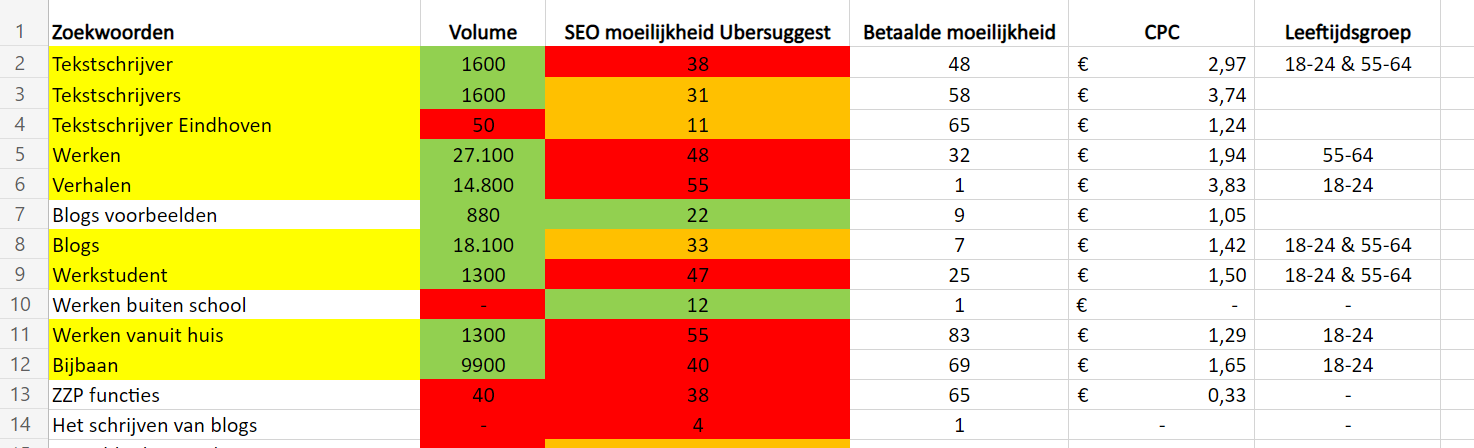 1 Zoekwoorden Volume SEO moeilijkheid Ubersuggest Betaalde moeilijkheid CPC Leeftijdsgroep
2 Tekstschrijver 1600 38 48 € 2,97 18-24 & 55-64
3 Tekstschrijvers 1600 31 58 € 3,74
4 Tekstschrijver Eindhoven 50 11 65 € 1,24
5 Werken 27.100 48 32 € 1,94 55-64
6 Verhalen 14.800 55 1 € 3,83 18-24
7 Blogs voorbeelden 880 22 9 € 1,05
8 Blogs 18.100 33 7 € 1,42 18-24 & 55-64
9 Werkstudent 1300 47 25 € 1,50 18-24 & 55-64
10 Werken buiten school - 12 1 € - -
11 Werken vanuit huis 1300 55 83 € 1,29 18-24
12 Bijbaan 9900 40 69 € 1,65 18-24
13 ZZP functies 40 38 65 € 0,33 -
14 Het schrijven van blogs - 4 1 - -